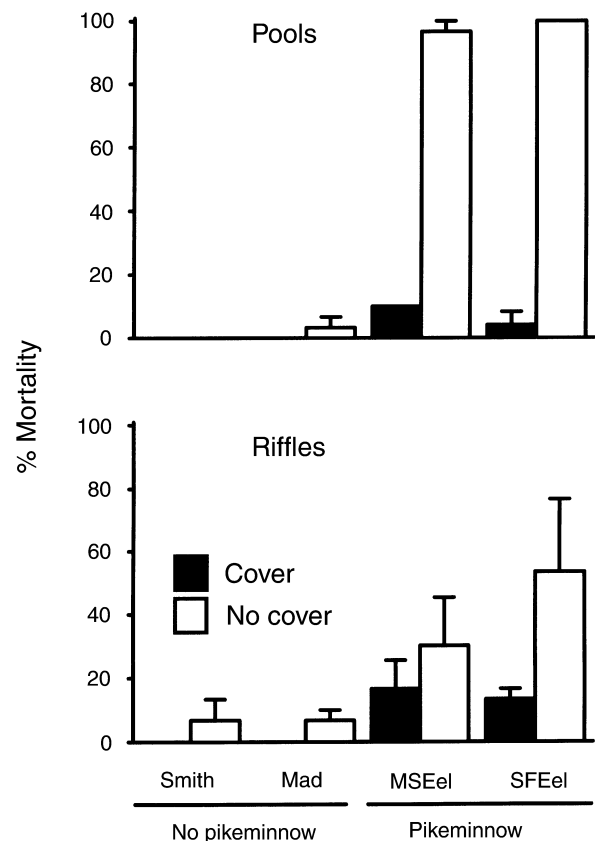 100
Pools
80
60
40
20
0
% Mortality
100
Riffles
80
60
Cover
No cover
40
20
0
Smith Mad MSEel SFEel
No pikeminnow Pikeminnow